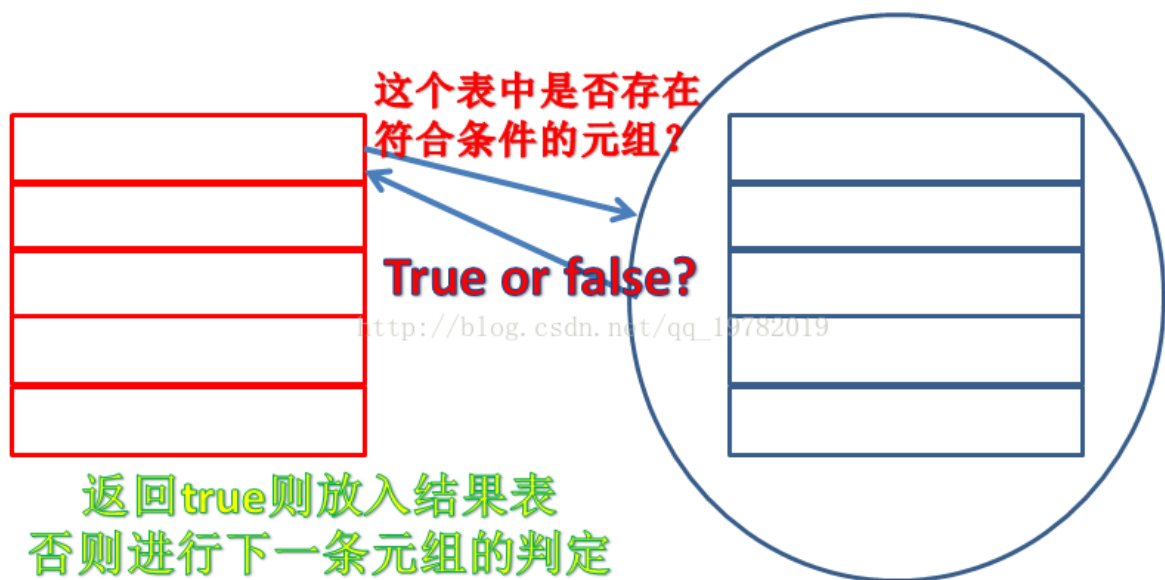 这个表中是否存在
符合条件的元组？
True or false?
http://blog.csdn.net/qq_19782019
返回true则放入结果表
否则进行下一条元组的判定